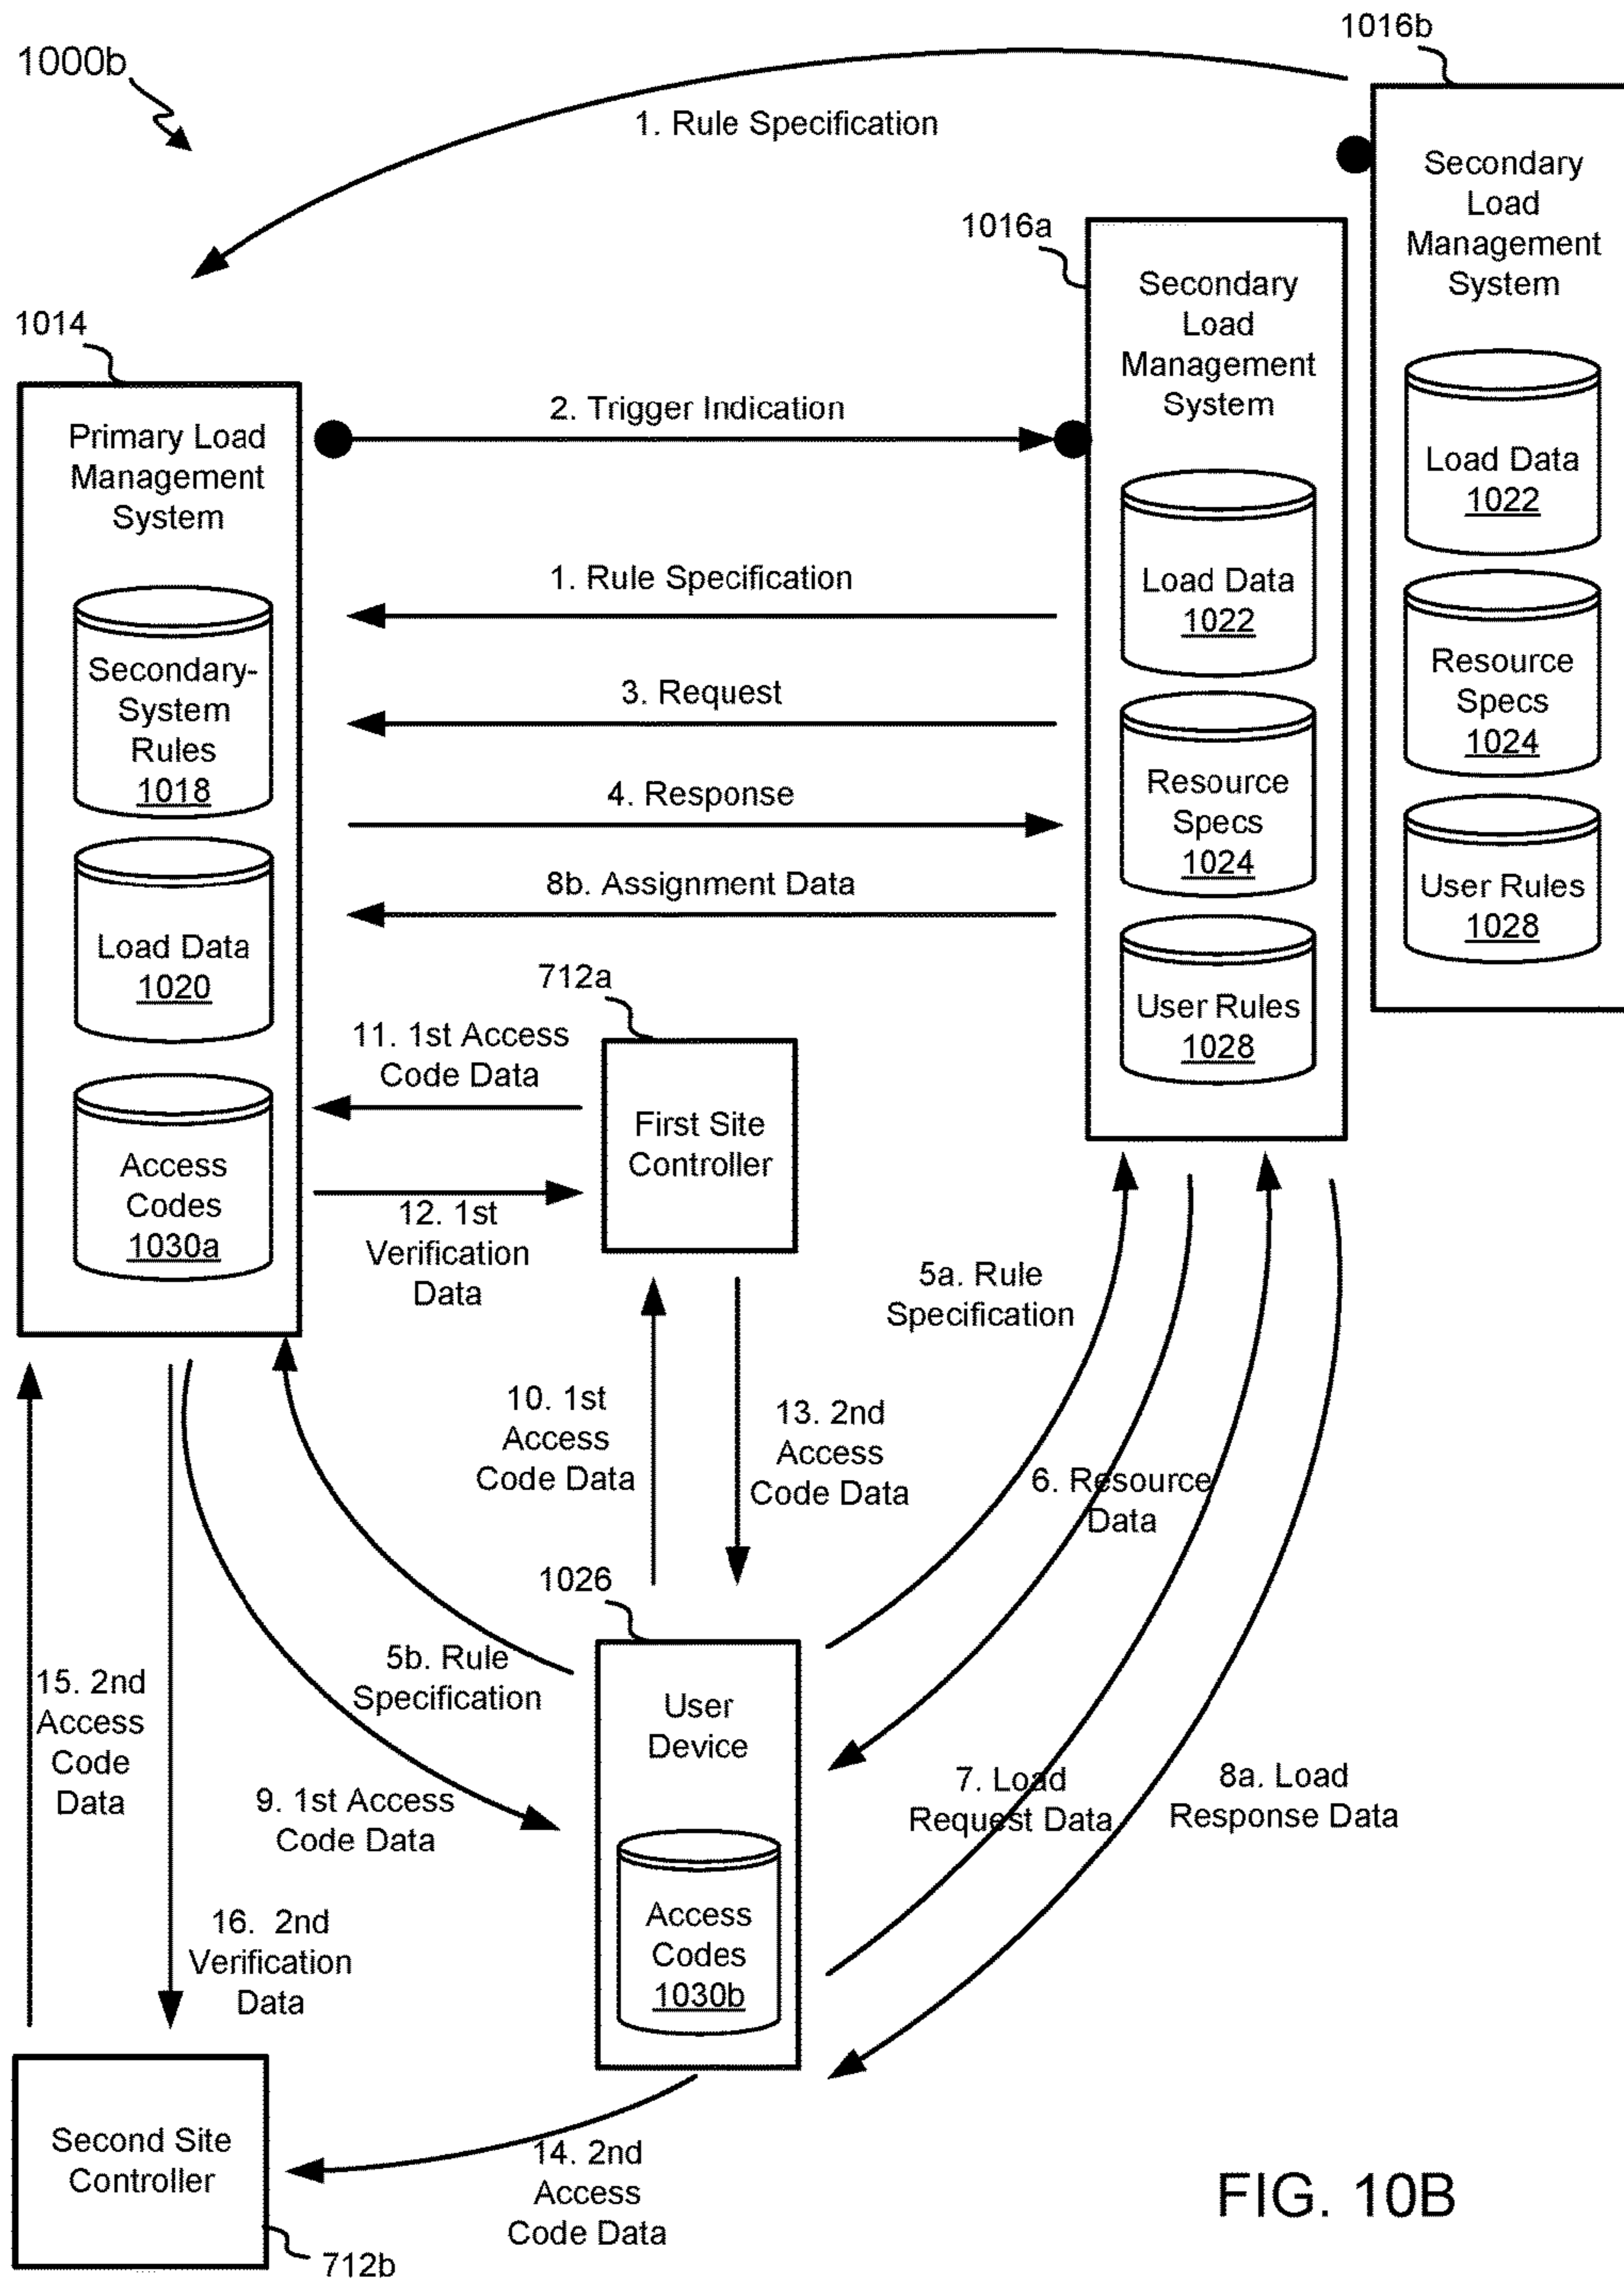 1016b
1000b
1. Rule Specification
Secondary
Load
Management
System
1016a
Secondary
Load
Management
System
1014
Load Data
1022
2. Trigger Indication
Primary Load
Management
System
Load Data
1022
Resource
Specs
1024
1. Rule Specification
Secondary-
System
Rules
1018
3. Request
Resource
Specs
1024
User Rules
1028
4. Response
8b. Assignment Data
Load Data
1020
712a
User Rules
1028
11. 1st Access
Code Data
First Site
Controller
Access
Codes
1030a
12. 1st
Verification
Data
5a. Rule
Specification
10. 1st
Access
Code Data
13. 2nd
Access
Code Data
6. Resource
Data
1026
5b. Rule
Specification
15. 2nd
Access
Code
Data
User
Device
9. 1st Access
Code Data
7. Load
Request Data
8a. Load
Response Data
16. 2nd
Verification
Data
Access
Codes
1030b
Second Site
Controller
14. 2nd
Access
Code Data
712b
FIG. 10B